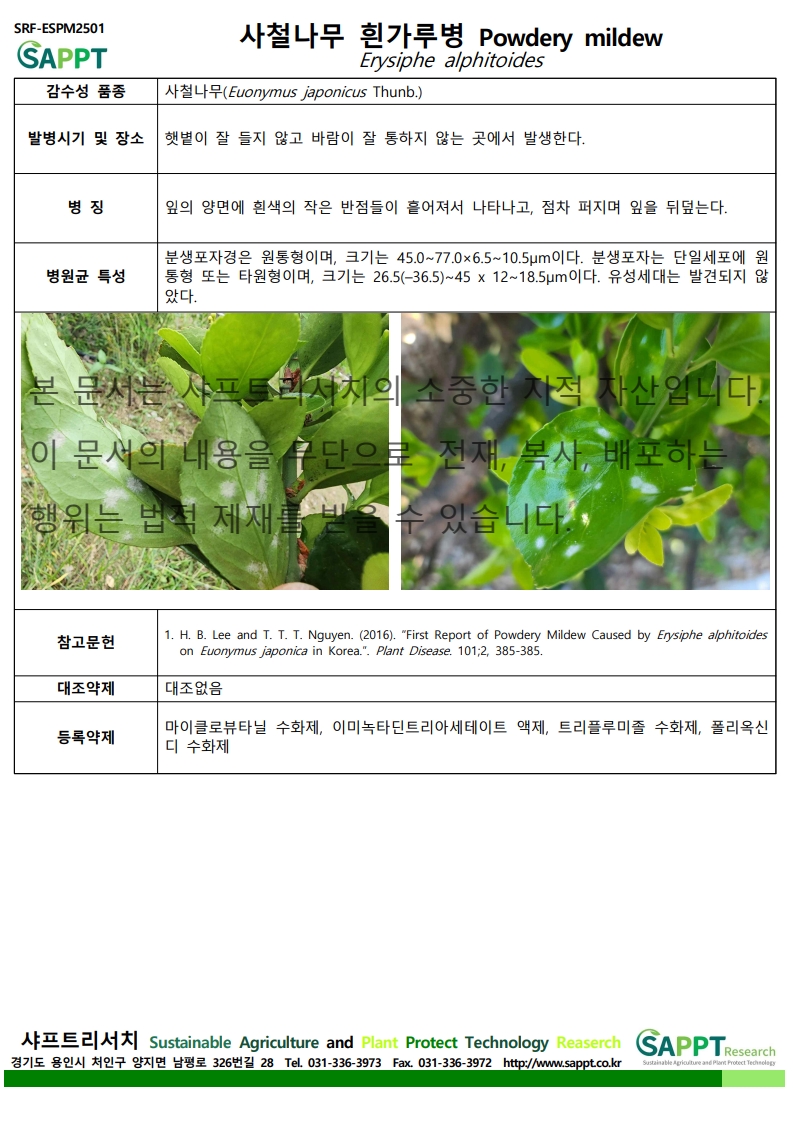 SRF-ESPM2501
SAPPT
사철나무 흰가루병 Powdery mildew
Erysiphe alphitoides
감수성 품종
사철나무(Euonymus japonicus Thunb.)
발병시기 및 장소
햇볕이 잘 들지 않고 바람이 잘 통하지 않는 곳에서 발생한다.
병 징
잎의 양면에 흰색의 작은 반점들이 흩어져서 나타나고, 점차 퍼지며 잎을 뒤덮는다.
병원균 특성
분생포자경은 원통형이며, 크기는 45.0~77.0×6.5~10.5μm이다. 분생포자는 단일세포에 원
통형 또는 타원형이며, 크기는 26.5(–36.5)~45 x 12~18.5μm이다. 유성세대는 발견되지 않
았다.
본 문서는 샤프트리서치의 소중한 지적 자산입니다.
이 문서의 내용을 무단으로 전재, 복사, 배포하는
행위는 법적 제재를 받을 수 있습니다.
참고문헌
1. H. B. Lee and T. T. T. Nguyen. (2016). “First Report of Powdery Mildew Caused by Erysiphe alphitoides
on Euonymus japonica in Korea.”. Plant Disease. 101;2, 385-385.
대조약제
대조없음
등록약제
마이클로뷰타닐 수화제, 이미녹타딘트리아세테이트 액제, 트리플루미졸 수화제, 폴리옥신
디 수화제
샤프트리서치 Sustainable Agriculture and Plant Protect Technology Reaserch
경기도 용인시 처인구 양지면 남평로 326번길 28 Tel. 031-336-3973 Fax. 031-336-3972 http://www.sappt.co.kr
SAPPT Research
Sustainable Agriculture and Plant Protect Technology